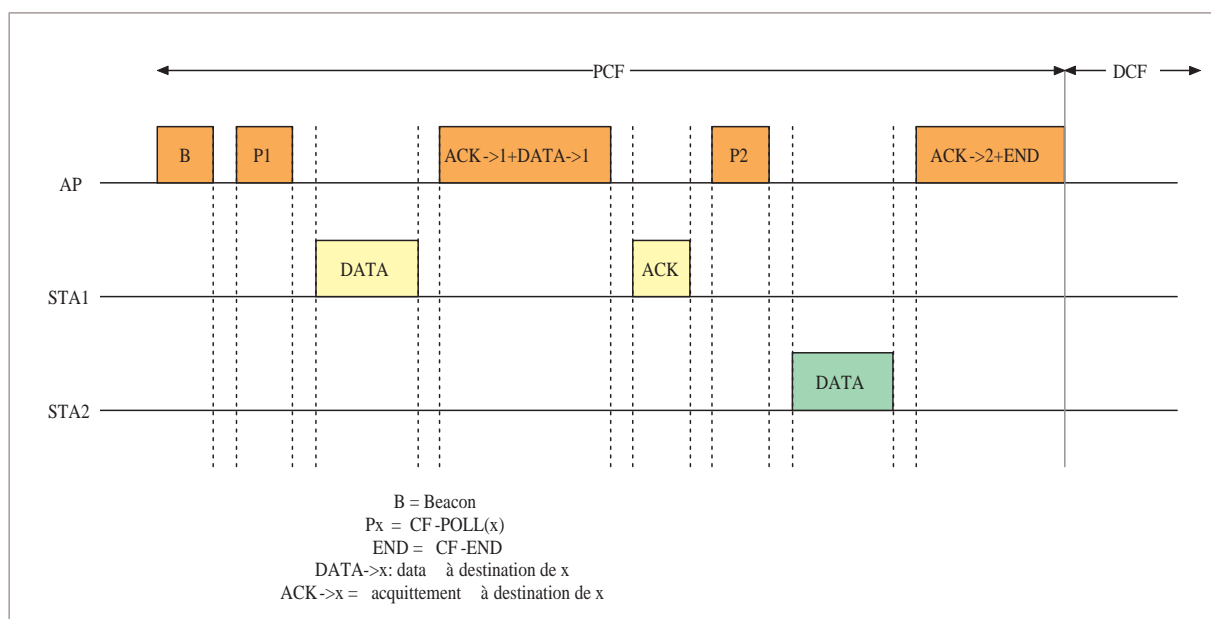 PCF DCF
B P1 ACK->1+DATA->1 P2 ACK->2+END
AP
DATA ACK
STA1
DATA
STA2
B = Beacon
Px = CF-POLL(x)
END = CF-END
DATA->x: data à destination de x
ACK->x = acquittement à destination de x